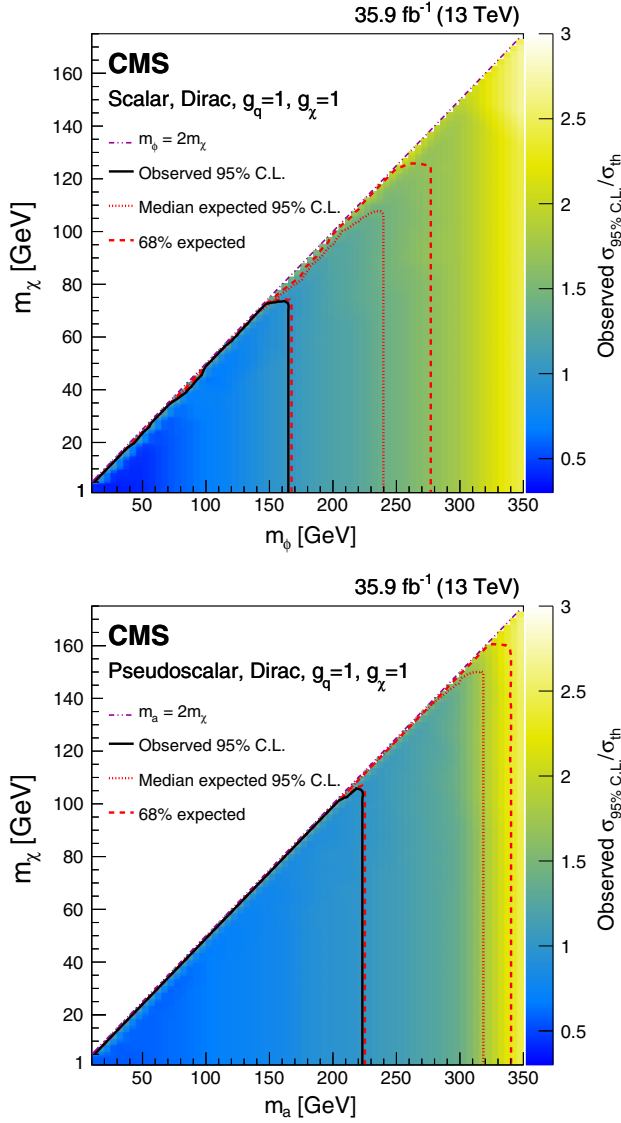 35.9 fb⁻¹ (13 TeV)
CMS
Scalar, Dirac, g_q=1, g_χ=1
m_ϕ = 2m_χ
Observed 95% C.L.
Median expected 95% C.L.
68% expected
m_χ [GeV]
160
140
120
100
80
60
40
20
1
50
100
150
200
250
300
350
m_ϕ [GeV]
3
2.5
2
1.5
1
0.5
Observed σ_95% C.L./σ_th
35.9 fb⁻¹ (13 TeV)
CMS
Pseudoscalar, Dirac, g_q=1, g_χ=1
m_a = 2m_χ
Observed 95% C.L.
Median expected 95% C.L.
68% expected
m_χ [GeV]
160
140
120
100
80
60
40
20
1
50
100
150
200
250
300
350
m_a [GeV]
3
2.5
2
1.5
1
0.5
Observed σ_95% C.L./σ_th